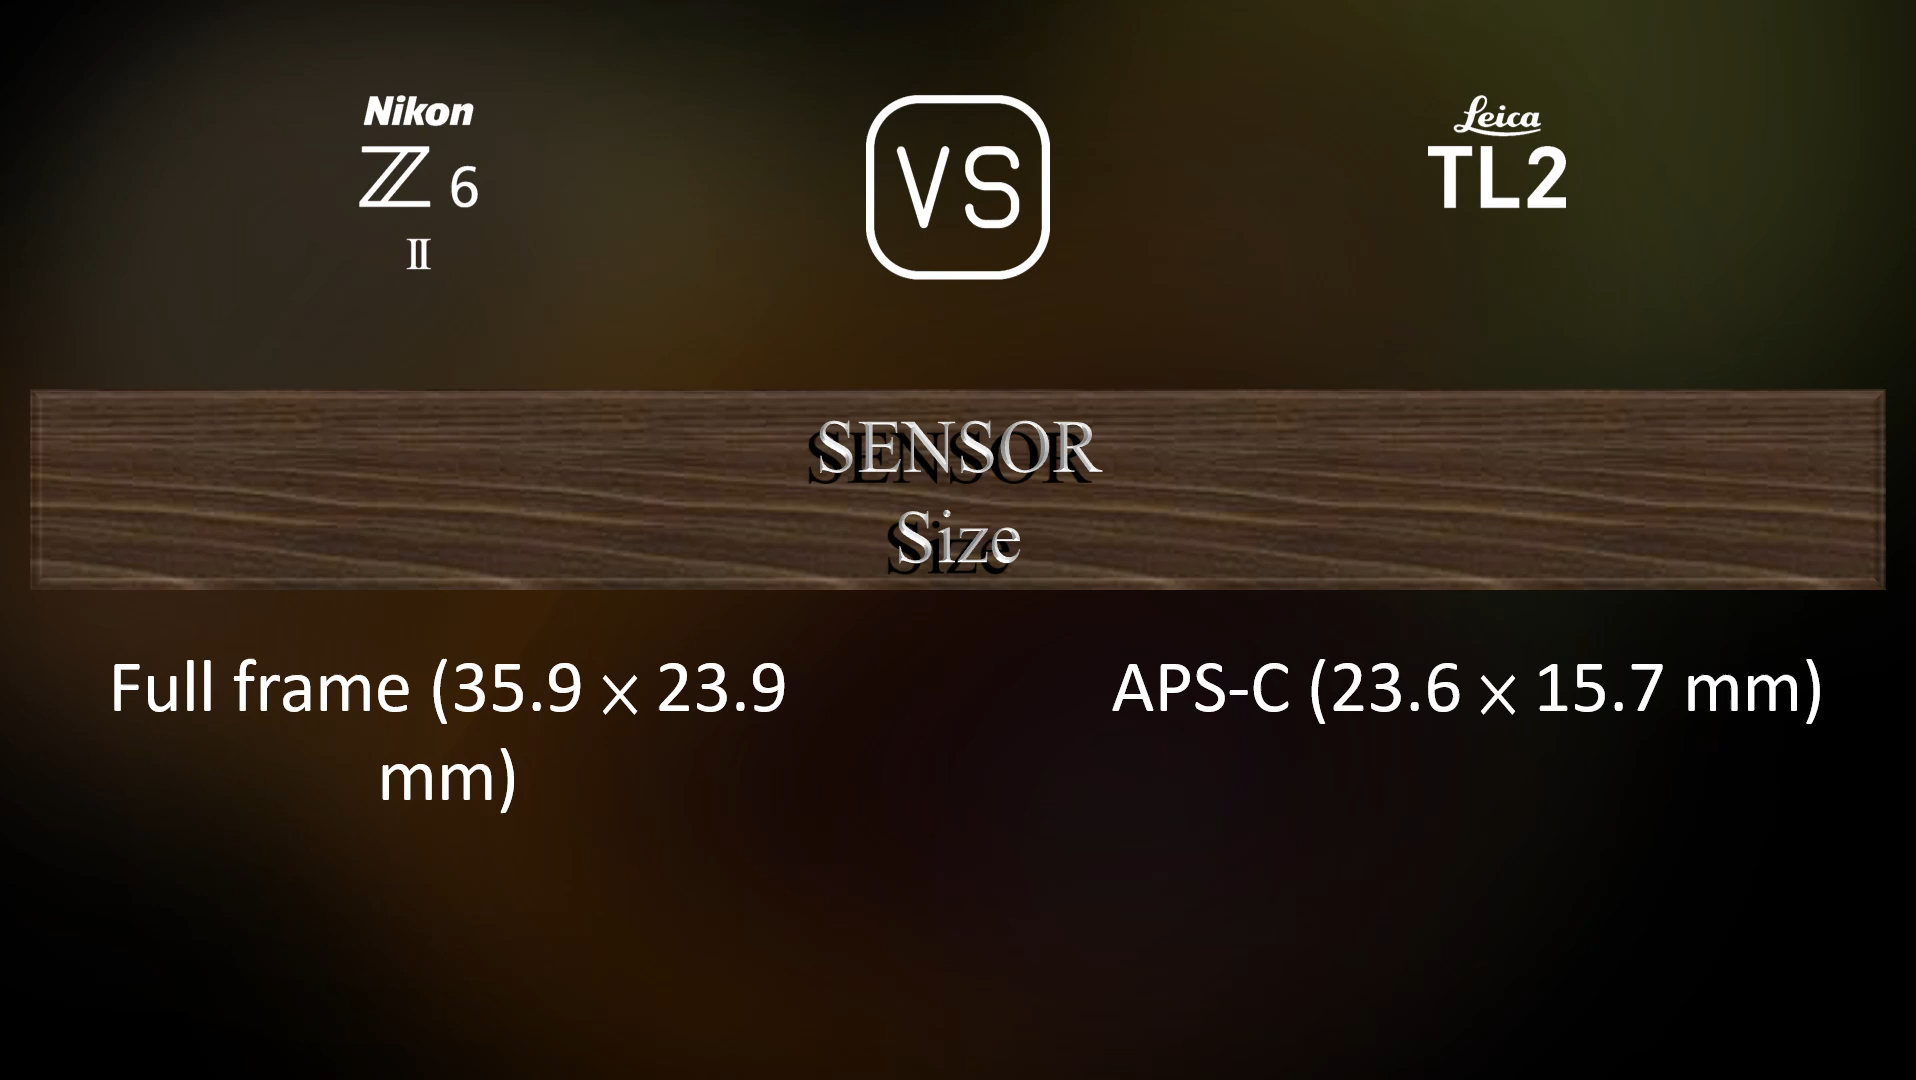 Nikon
Z 6
II
VS
Leica
TL2
SENSOR
Size
Full frame (35.9 x 23.9
mm)
APS-C (23.6 x 15.7 mm)